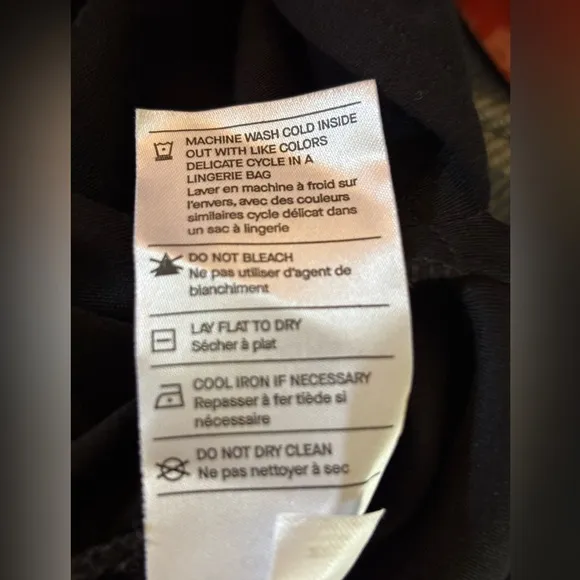 MACHINE WASH COLD INSIDE
OUT WITH LIKE COLORS
DELICATE CYCLE IN A
LINGERIE BAG
Laver en machine à froid sur
l'envers, avec des couleurs
similaires cycle délicat dans
un sac à lingerie
DO NOT BLEACH
Ne pas utiliser d'agent de
blanchiment
LAY FLAT TO DRY
Sécher à plat
COOL IRON IF NECESSARY
Repasser à fer tiède si
nécessaire
DO NOT DRY CLEAN
Ne pas nettoyer à sec